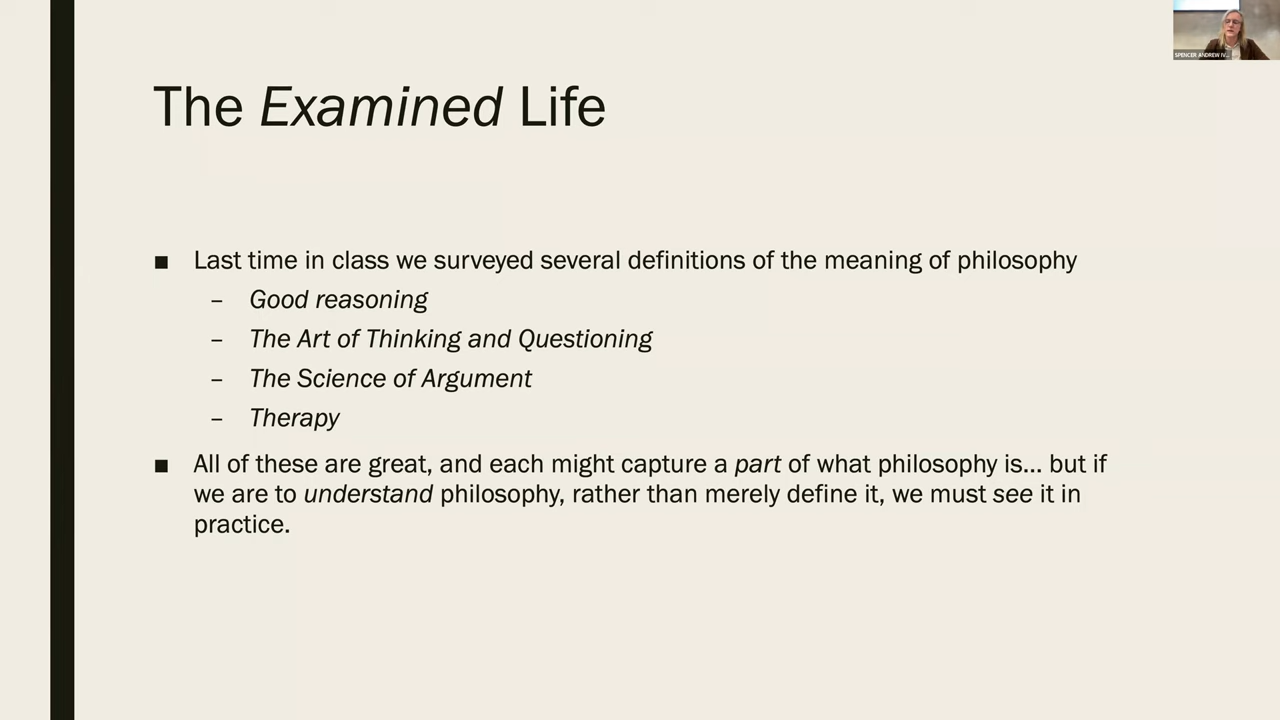 SPENCER ANDREW IV...
The Examined Life
■ Last time in class we surveyed several definitions of the meaning of philosophy
– Good reasoning
– The Art of Thinking and Questioning
– The Science of Argument
– Therapy
■ All of these are great, and each might capture a part of what philosophy is... but if
we are to understand philosophy, rather than merely define it, we must see it in
practice.